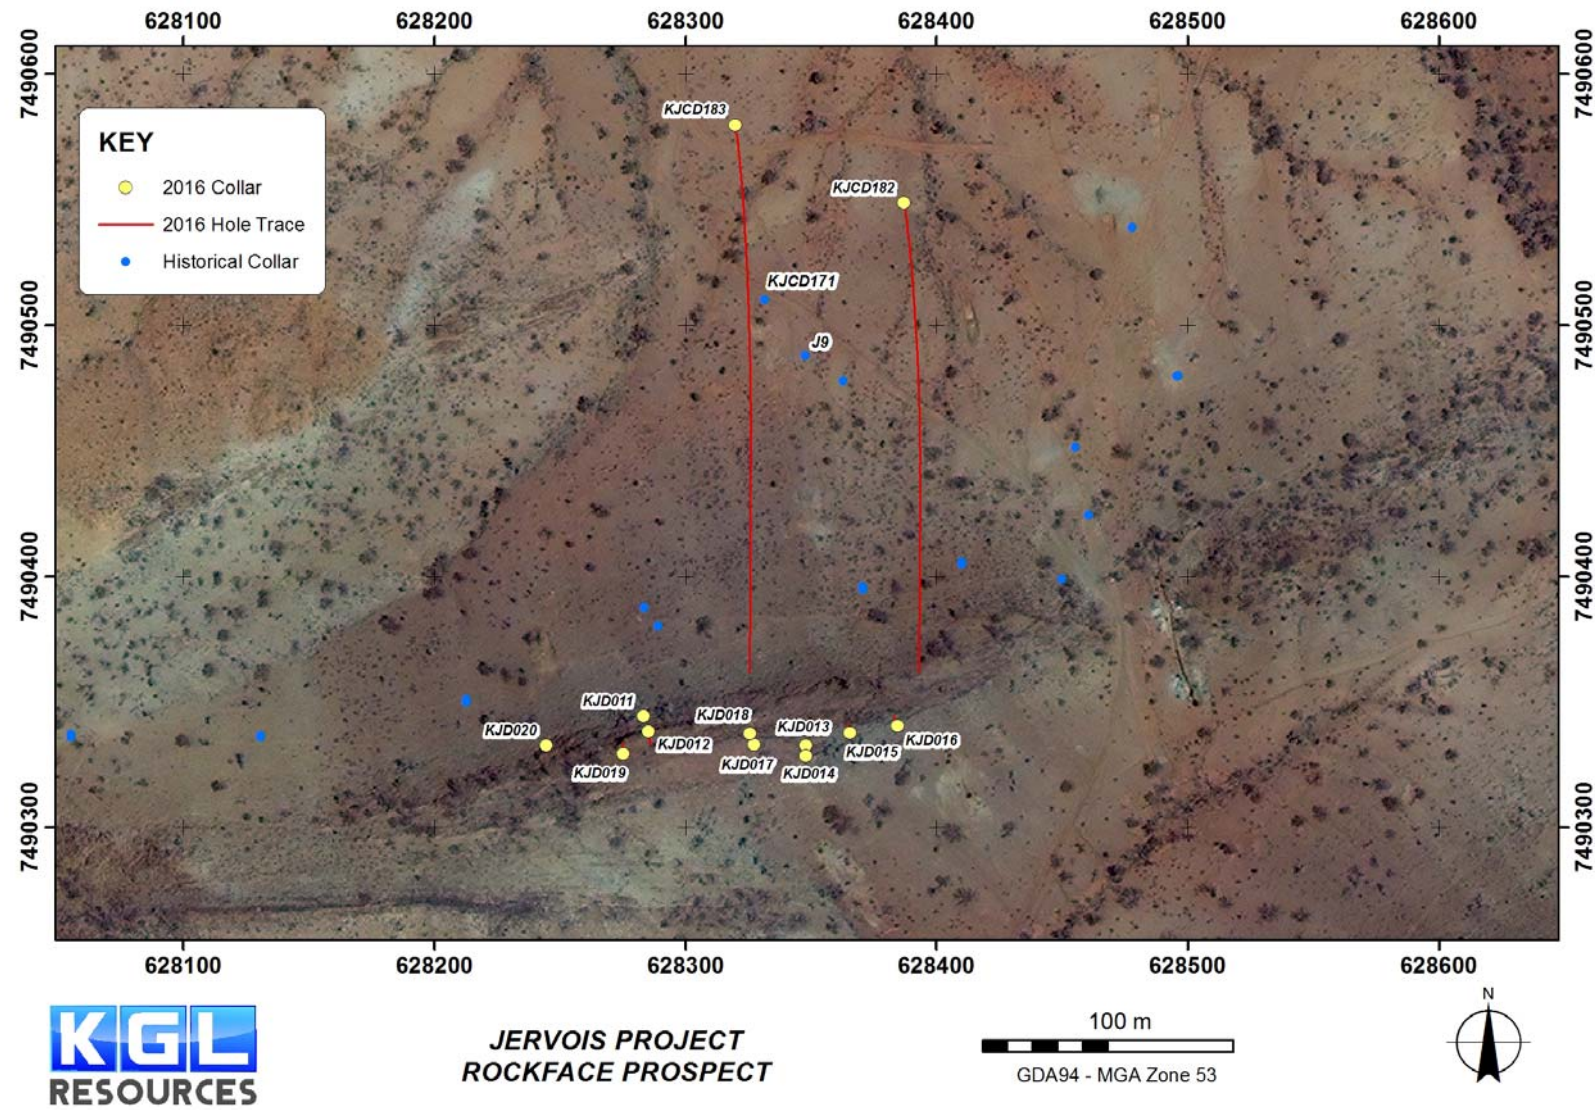 628100 628200 628300 628400 628500 628600
7490600
7490500
7490400
7490300
7490600
7490500
7490400
7490300
KEY
2016 Collar
2016 Hole Trace
Historical Collar
KJCD183
KJCD182
KJCD171
J9
KJD011
KJD018
KJD013
KJD020
KJD012
KJD015
KJD016
KJD019
KJD017
KJD014
628100 628200 628300 628400 628500 628600
KGL
RESOURCES
JERVOIS PROJECT
ROCKFACE PROSPECT
100 m
GDA94 - MGA Zone 53
N